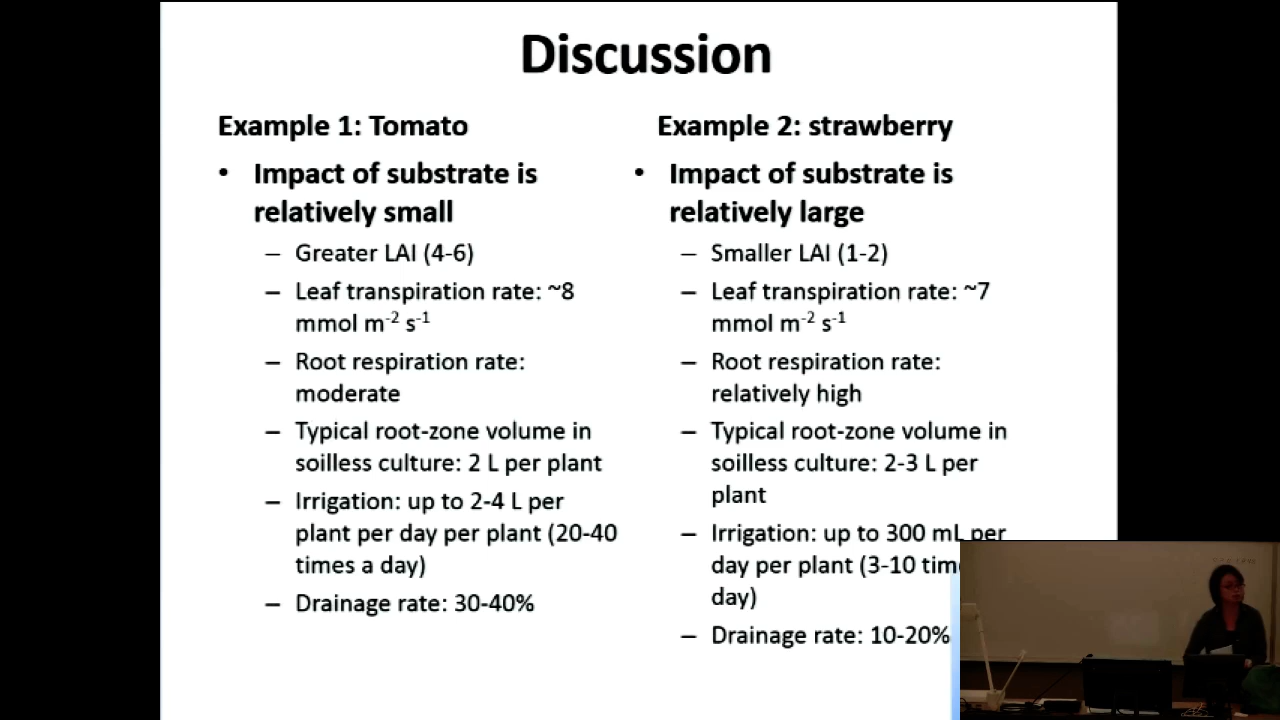 Discussion
Example 1: Tomato
• Impact of substrate is
relatively small
– Greater LAI (4-6)
– Leaf transpiration rate: ~8
mmol m-2 s-1
– Root respiration rate:
moderate
– Typical root-zone volume in
soilless culture: 2 L per plant
– Irrigation: up to 2-4 L per
plant per day per plant (20-40
times a day)
– Drainage rate: 30-40%
Example 2: strawberry
• Impact of substrate is
relatively large
– Smaller LAI (1-2)
– Leaf transpiration rate: ~7
mmol m-2 s-1
– Root respiration rate:
relatively high
– Typical root-zone volume in
soilless culture: 2-3 L per
plant
– Irrigation: up to 300 mL per
day per plant (3-10
day)
– Drainage rate: 10-20%